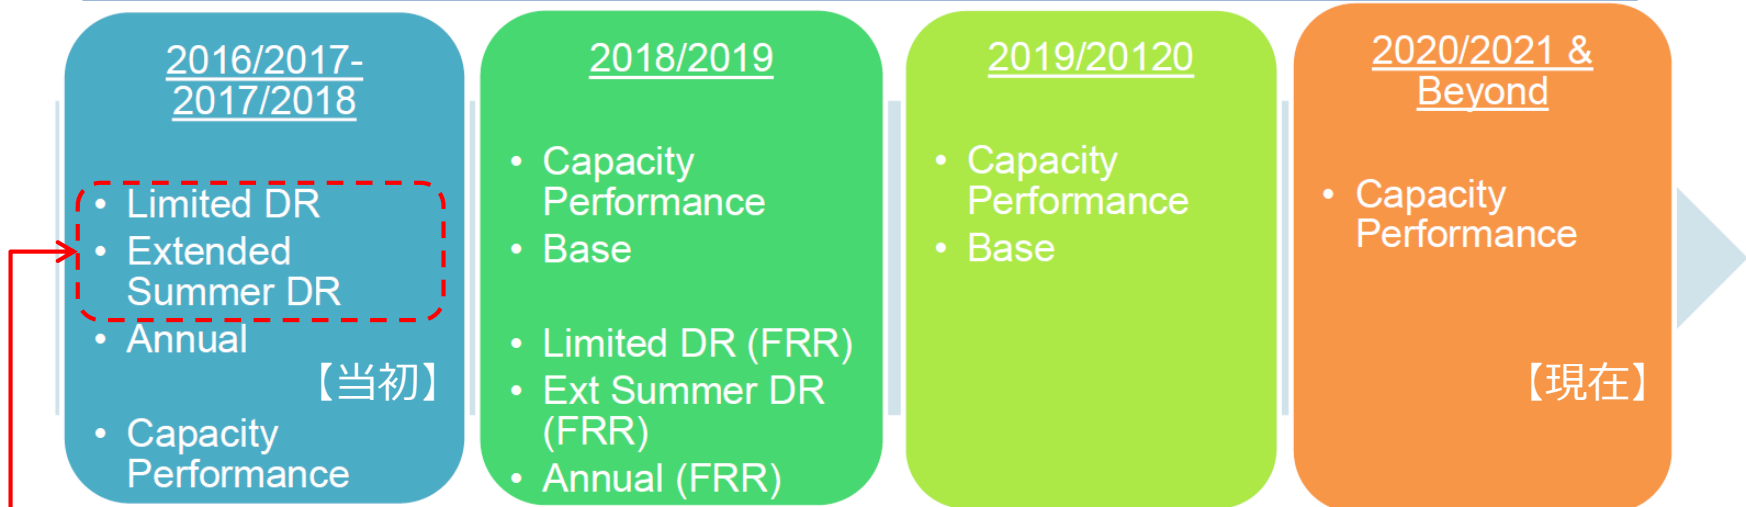 2016/2017-
2017/2018
• Limited DR
• Extended
Summer DR
• Annual
【当初】
• Capacity
Performance
2018/2019
• Capacity
Performance
• Base
• Limited DR (FRR)
• Ext Summer DR
(FRR)
• Annual (FRR)
2019/20120
• Capacity
Performance
• Base
2020/2021 &
Beyond
• Capacity
Performance
【現在】